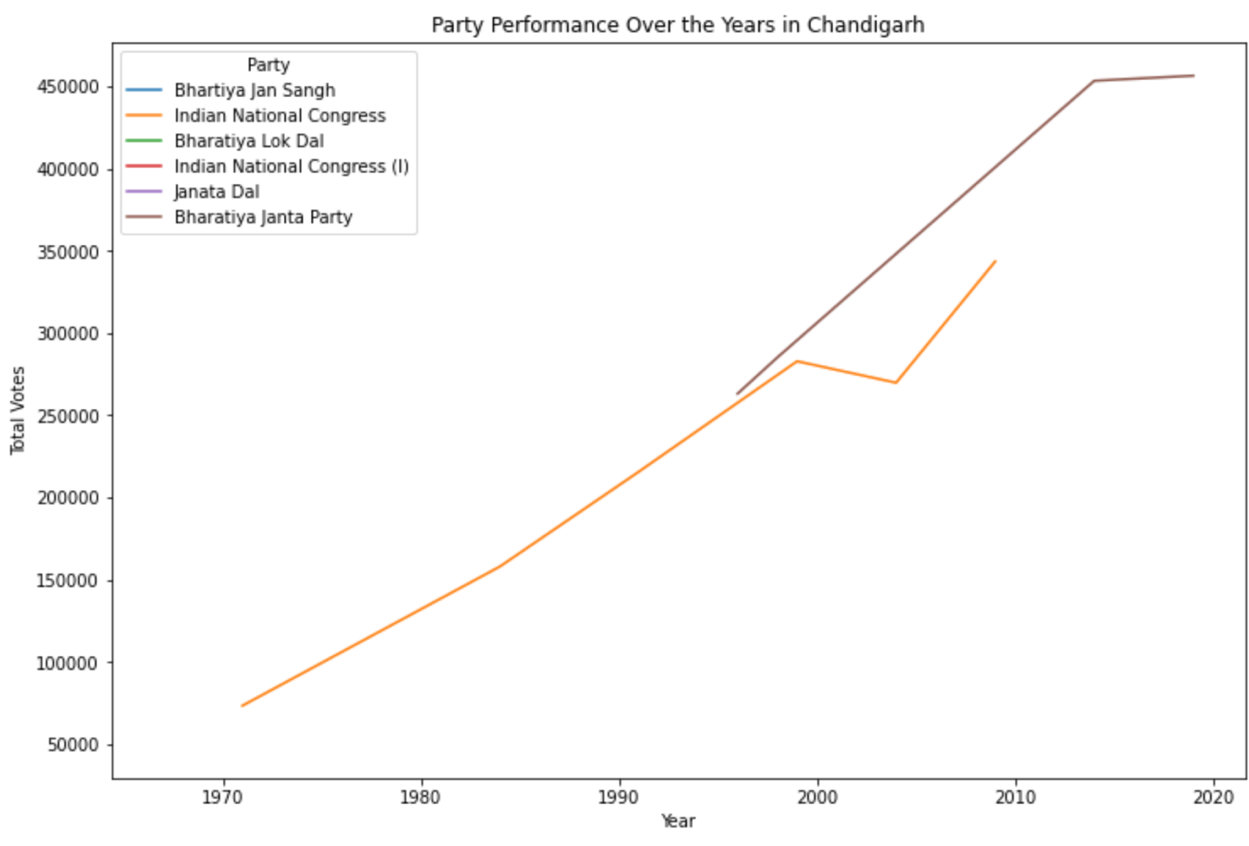 Party Performance Over the Years in Chandigarh
Party
Bhartiya Jan Sangh
Indian National Congress
Bharatiya Lok Dal
Indian National Congress (I)
Janata Dal
Bharatiya Janta Party
450000
400000
350000
300000
250000
200000
150000
100000
50000
Total Votes
1970 1980 1990 2000 2010 2020
Year